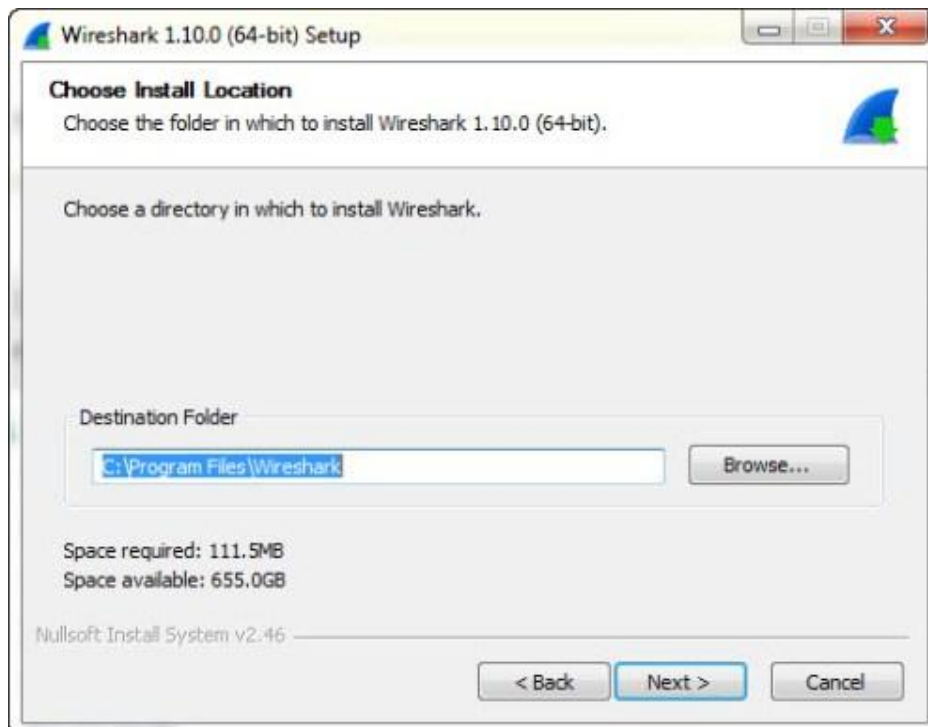 Wireshark 1.10.0 (64-bit) Setup
Choose Install Location
Choose the folder in which to install Wireshark 1.10.0 (64-bit).
Choose a directory in which to install Wireshark.
Destination Folder
C:\Program Files\Wireshark
Browse...
Space required: 111.5MB
Space available: 655.0GB
Nullsoft Install System v2.46
< Back Next > Cancel